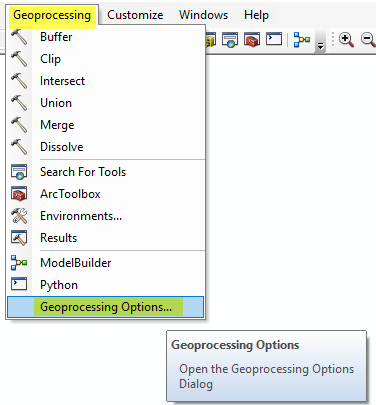 Geoprocessing Customize Windows Help
Buffer
Clip
Intersect
Union
Merge
Dissolve
Search For Tools
ArcToolbox
Environments...
Results
ModelBuilder
Python
Geoprocessing Options...
Geoprocessing Options
Open the Geoprocessing Options
Dialog